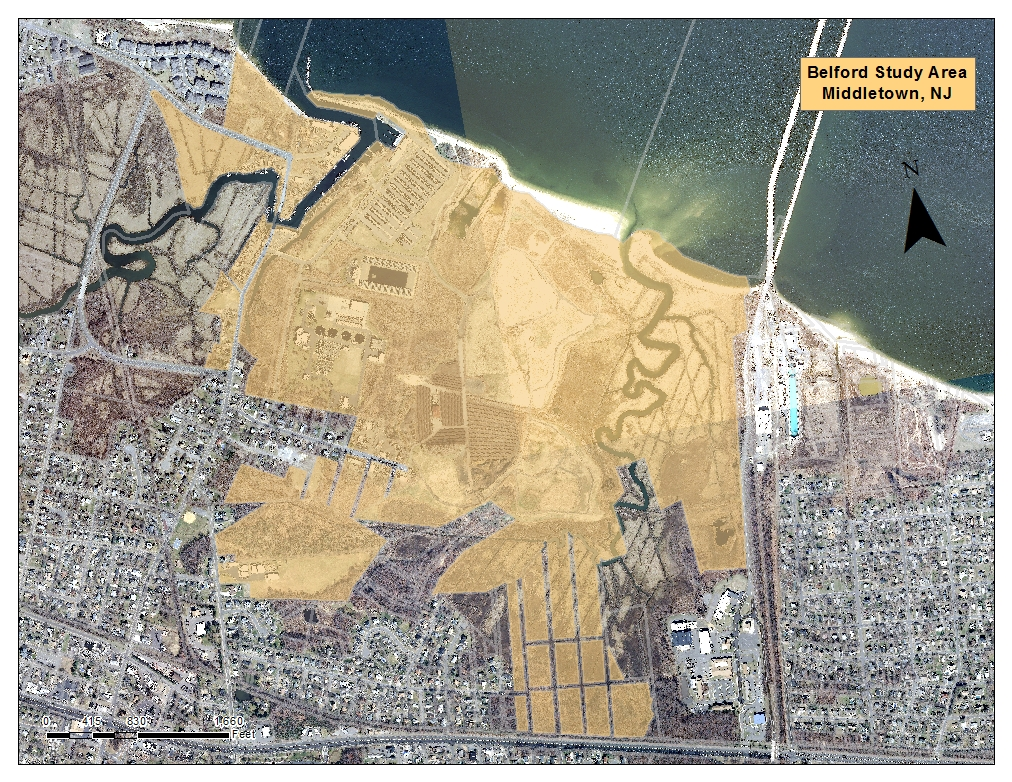 Belford Study Area
Middletown, NJ
N
0 415 830 1,660
Feet